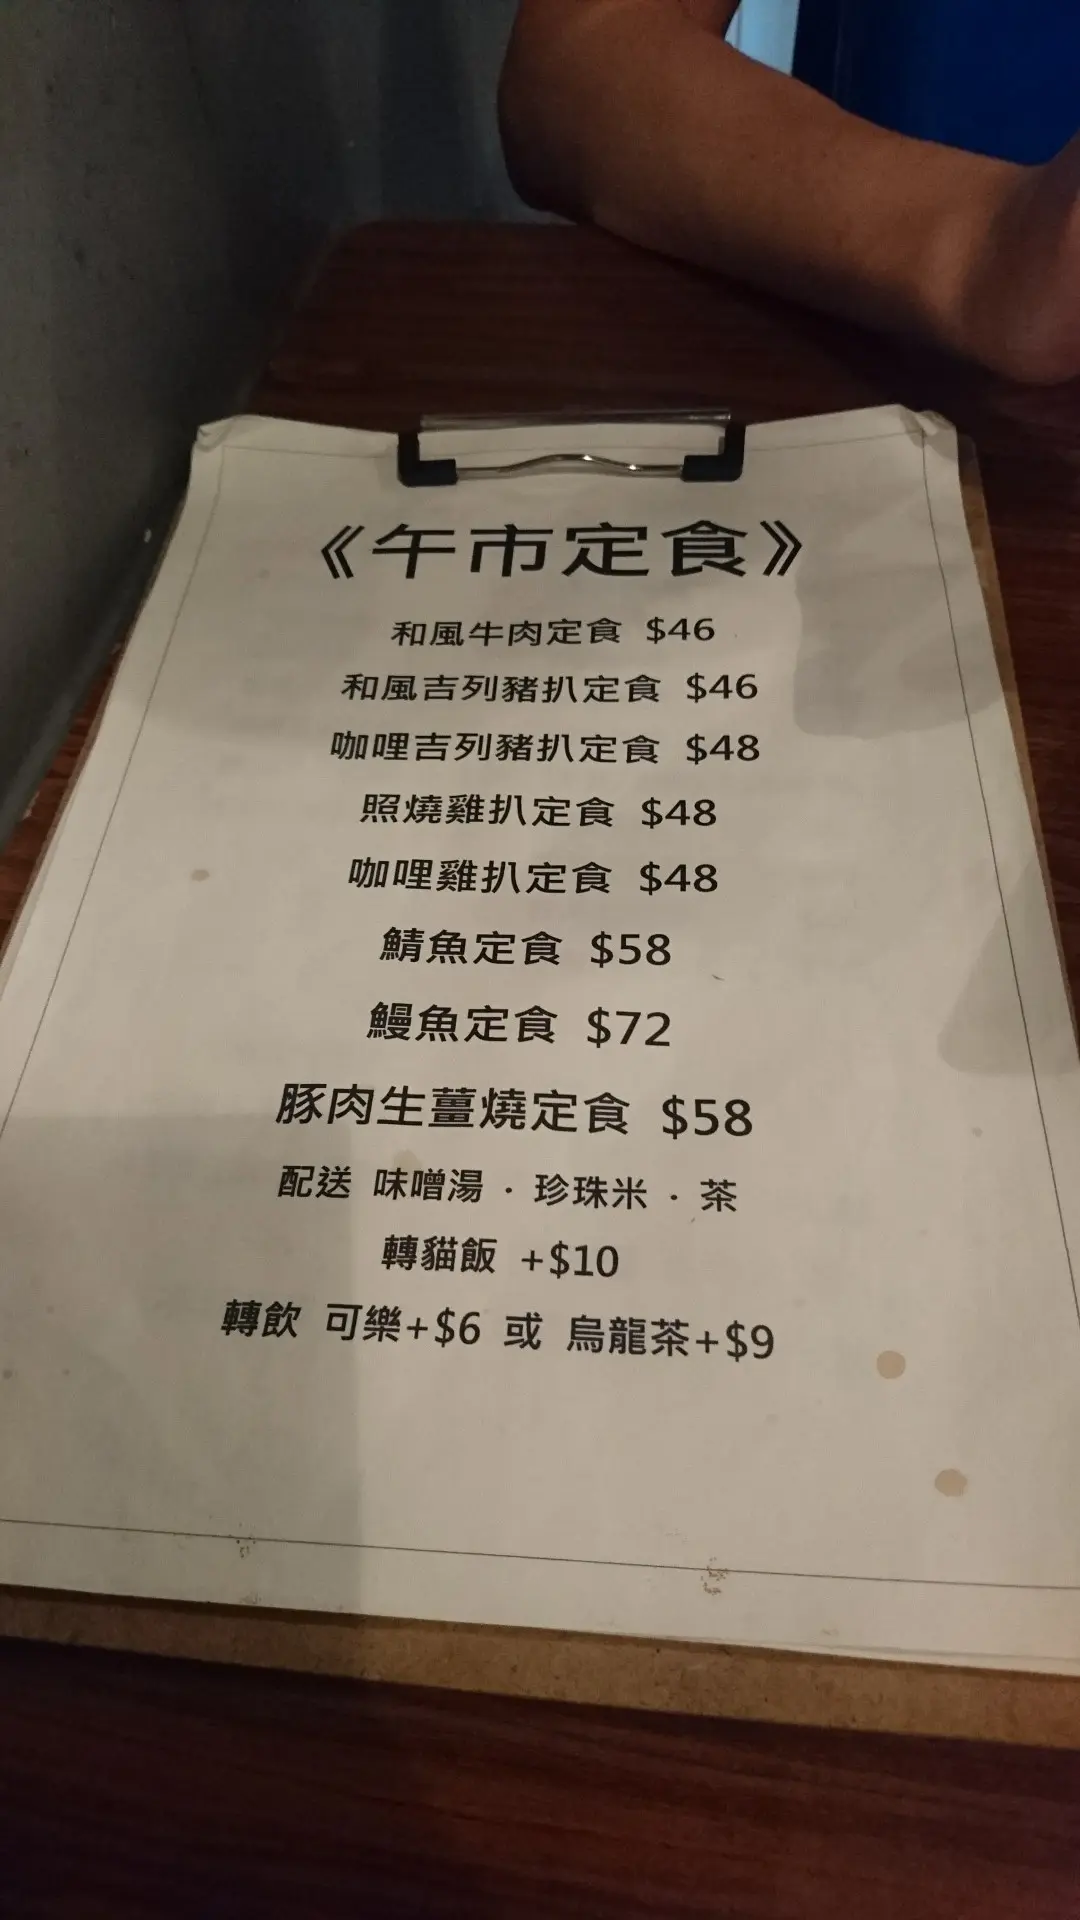 《午市定食》
和風牛肉定食 $46
和風吉列豬扒定食 $46
咖哩吉列豬扒定食 $48
照燒雞扒定食 $48
咖哩雞扒定食 $48
鯖魚定食 $58
鰻魚定食 $72
豚肉生薑燒定食 $58
配送 味噌湯 · 珍珠米 · 茶
轉貓飯 +$10
轉飲 可樂+$6 或 烏龍茶+$9